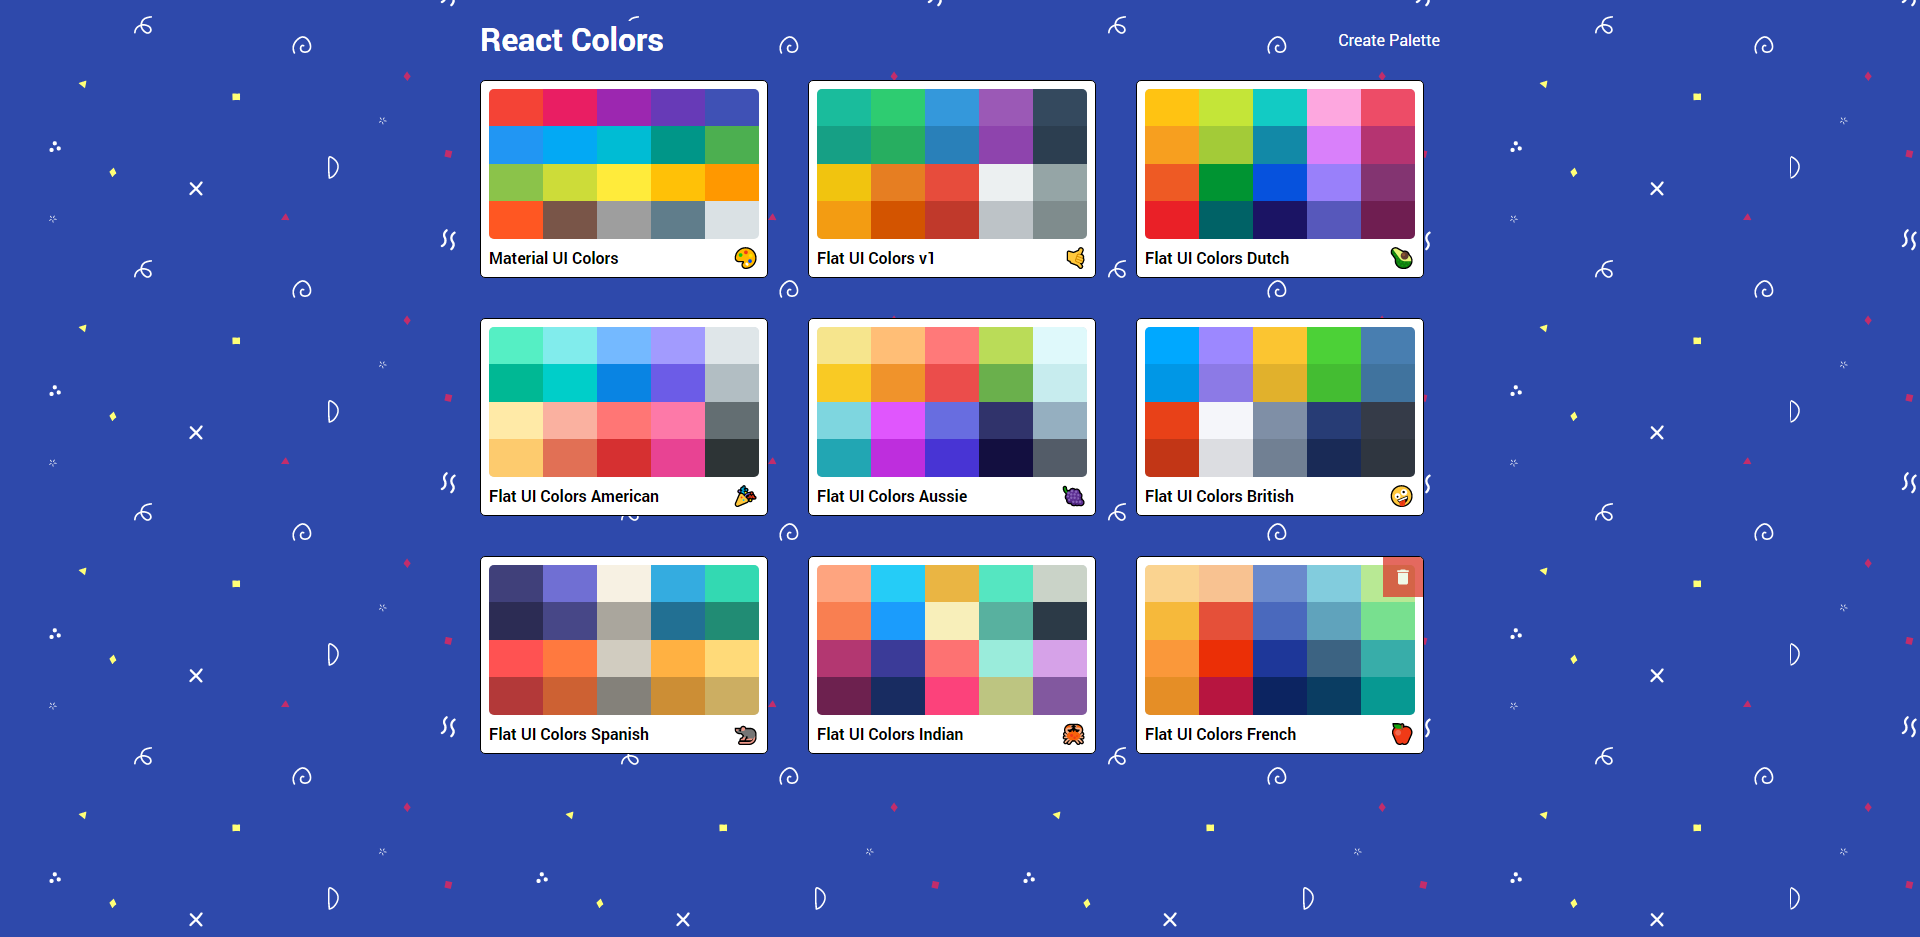 React Colors
Create Palette
Material UI Colors
Flat UI Colors v1
Flat UI Colors Dutch
Flat UI Colors American
Flat UI Colors Aussie
Flat UI Colors British
Flat UI Colors Spanish
Flat UI Colors Indian
Flat UI Colors French